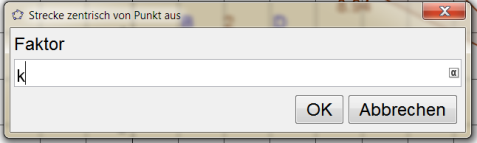 Strecke zentrisch von Punkt aus
Faktor
k
α
OK Abbrechen